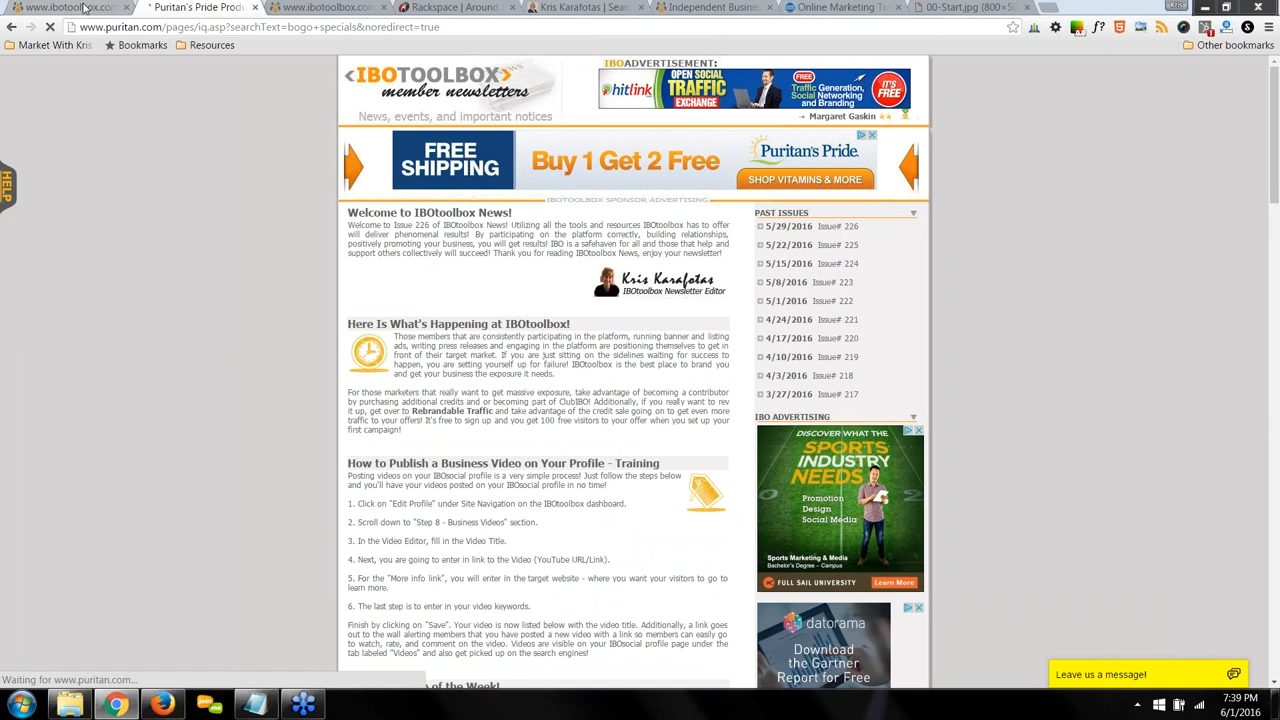 www.ibotoolbox.com
Puritan's Pride Produ
www.ibotoolbox.com
Rackspace | Around
Kris Karafotas | Sear
Independent Busine
Online Marketing Tr
00-Start.jpg (800×50
Kris
www.puritan.com/pages/iq.asp?searchText=bogo+specials&noredirect=true
Market With Kris
Bookmarks
Resources
Other bookmarks
<IBOTOOLBOX>
member newsletters
News, events, and important notices
IBOADVERTISEMENT:
hitlink
OPEN SOCIAL
TRAFFIC
EXCHANGE
FREE
Traffic Generation,
Social Networking
and Branding
IT'S
FREE!
Margaret Gaskin
FREE
SHIPPING
Buy 1 Get 2 Free
Puritan's Pride.
SHOP VITAMINS & MORE
IBOTOOLBOX SPONSOR ADVERTISING
HELP
Welcome to IBOtoolbox News!
Welcome to Issue 226 of IBOtoolbox News! Utilizing all the tools and resources IBOtoolbox has to offer
will deliver phenomenal results! By participating on the platform correctly, building relationships,
positively promoting your business, you will get results! IBO is a safehaven for all and those that help and
support others collectively will succeed! Thank you for reading IBOtoolbox News, enjoy your newsletter!
Kris Karafotas
IBOtoolbox Newsletter Editor
Here Is What's Happening at IBOtoolbox!
Those members that are consistently participating in the platform, running banner and listing
ads, writing press releases and engaging in the platform are positioning themselves to get in
front of their target market. If you are just sitting on the sidelines waiting for success to
happen, you are setting yourself up for failure! IBOtoolbox is the best place to brand you
and get your business the exposure it needs.
For those marketers that really want to get massive exposure, take advantage of becoming a contributor
by purchasing additional credits and or becoming part of ClubIBO! Additionally, if you really want to rev
it up, get over to Rebrandable Traffic and take advantage of the credit sale going on to get even more
traffic to your offers! It's free to sign up and you get 100 free visitors to your offer when you set up your
first campaign!
How to Publish a Business Video on Your Profile - Training
Posting videos on your IBOsocial profile is a very simple process! Just follow the steps below
and you'll have your videos posted on your IBOsocial profile in no time!
1. Click on "Edit Profile" under Site Navigation on the IBOtoolbox dashboard.
2. Scroll down to "Step 8 - Business Videos" section.
3. In the Video Editor, fill in the Video Title.
4. Next, you are going to enter in link to the Video (YouTube URL/Link).
5. For the "More info link", you will enter in the target website - where you want your visitors to go to
learn more.
6. The last step is to enter in your video keywords.
Finish by clicking on "Save". Your video is now listed below with the video title. Additionally, a link goes
out to the wall alerting members that you have posted a new video with a link so members can easily go
to watch, rate, and comment on the video. Videos are visible on your IBOsocial profile page under the
tab labeled "Videos" and also get picked up on the search engines!
of the Week!
PAST ISSUES
5/29/2016 Issue# 226
5/22/2016 Issue# 225
5/15/2016 Issue# 224
5/8/2016 Issue# 223
5/1/2016 Issue# 222
4/24/2016 Issue# 221
4/17/2016 Issue# 220
4/10/2016 Issue# 219
4/3/2016 Issue# 218
3/27/2016 Issue# 217
IBO ADVERTISING
DISCOVER WHAT THE
SPORTS
INDUSTRY
NEEDS
Promotion
Design
Social Media
Sports Marketing & Media
Bachelor's Degree – Campus
FULL SAIL UNIVERSITY
Learn More
datorama
Download
the Gartner
Report for Free
Waiting for www.puritan.com...
Leave us a message!
7:39 PM
6/1/2016